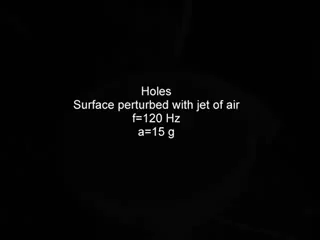 Holes
Surface perturbed with jet of air
f=120 Hz
a=15 g